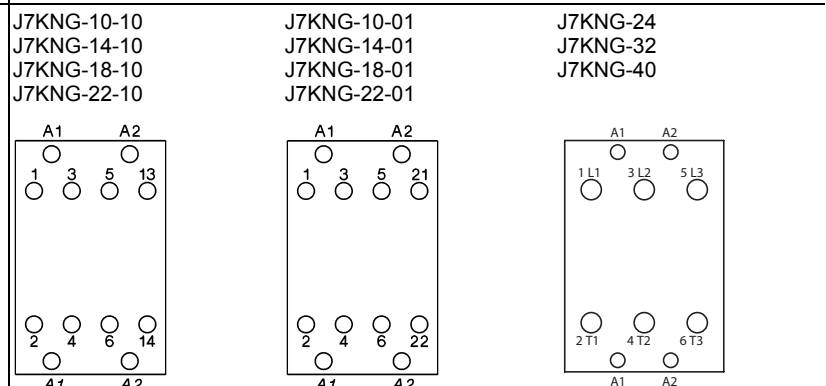 J7KNG-10-10
J7KNG-14-10
J7KNG-18-10
J7KNG-22-10
A1 A2
1 3 5 13
2 4 6 14
A1 A2
J7KNG-10-01
J7KNG-14-01
J7KNG-18-01
J7KNG-22-01
A1 A2
1 3 5 21
2 4 6 22
A1 A2
J7KNG-24
J7KNG-32
J7KNG-40
A1 A2
1 L1 3 L2 5 L3
2 T1 4 T2 6 T3
A1 A2